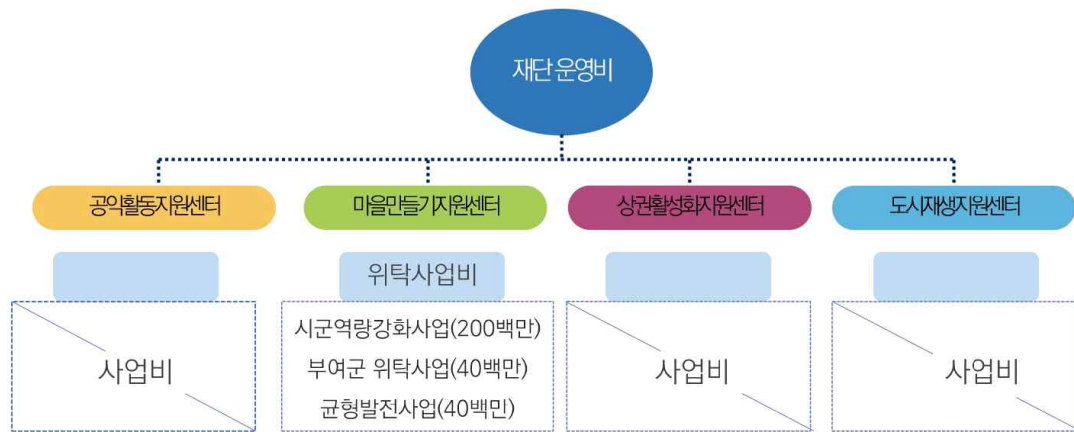 재단 운영비
공익활동지원센터
마을만들기지원센터
상권활성화지원센터
도시재생지원센터
위탁사업비
사업비
시군역량강화사업(200백만)
부여군 위탁사업(40백만)
균형발전사업(40백만)
사업비
사업비